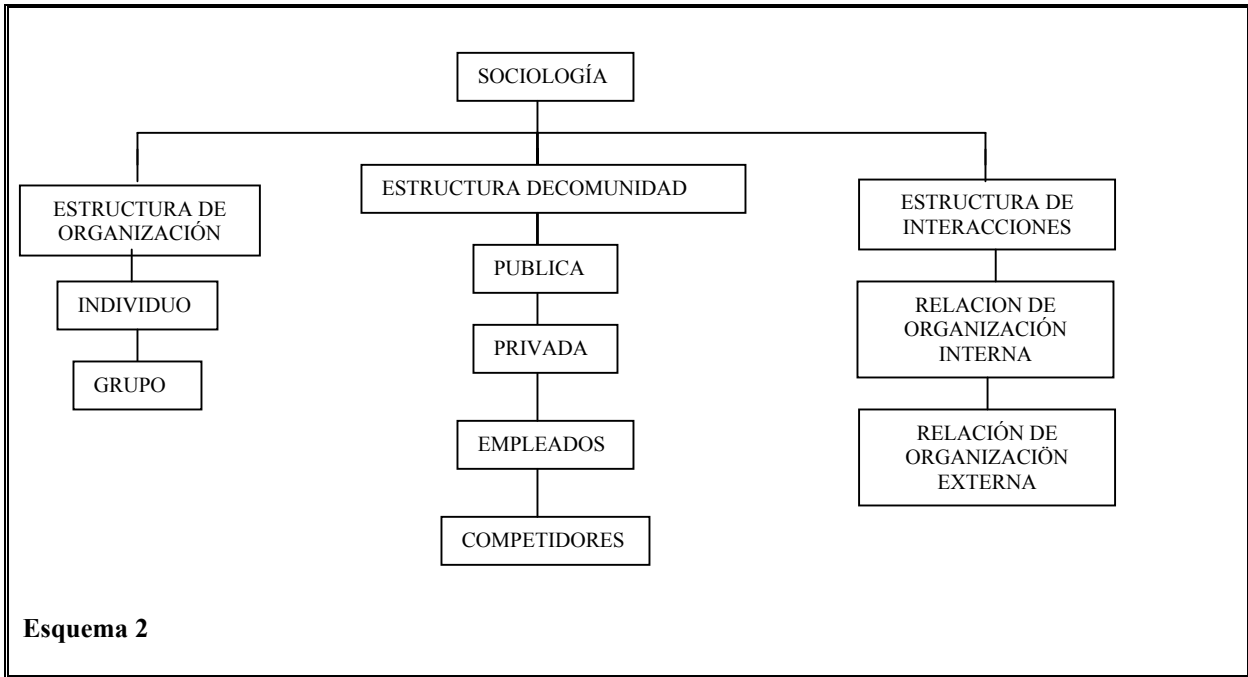 SOCIOLOGÍA
ESTRUCTURA DE
ORGANIZACIÓN
INDIVIDUO
GRUPO
ESTRUCTURA DECOMUNIDAD
PUBLICA
PRIVADA
EMPLEADOS
COMPETIDORES
ESTRUCTURA DE
INTERACCIONES
RELACION DE
ORGANIZACIÓN
INTERNA
RELACIÓN DE
ORGANIZACIÖN
EXTERNA
Esquema 2